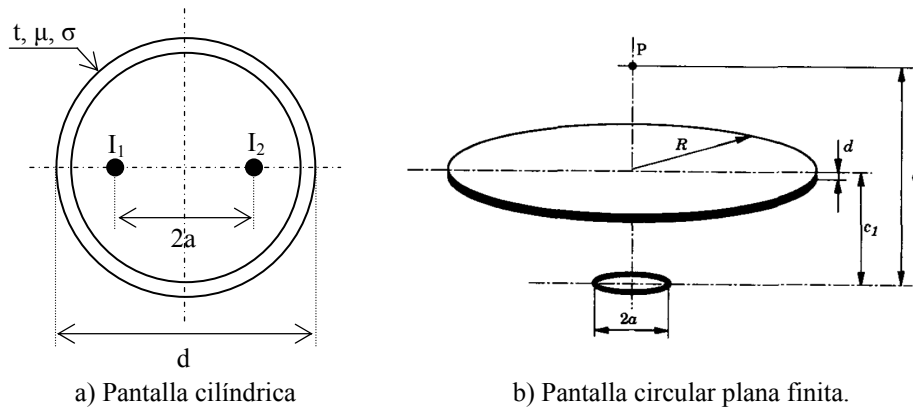 t, μ, σ
I₁
I₂
2a
d
a) Pantalla cilíndrica
P
R
d
c₁
2a
b) Pantalla circular plana finita.